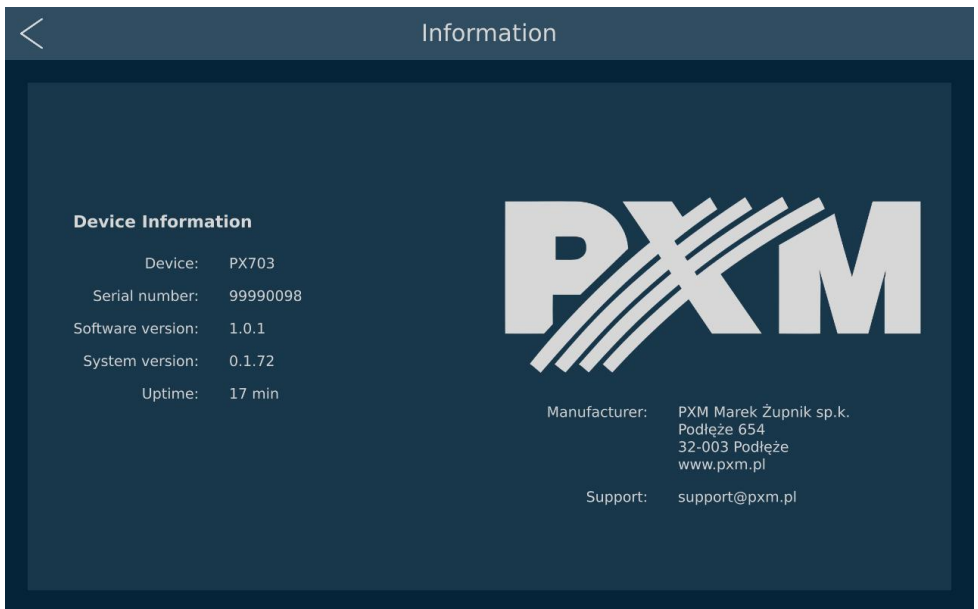 Information
Device Information
Device: PX703
Serial number: 99990098
Software version: 1.0.1
System version: 0.1.72
Uptime: 17 min
PXM
Manufacturer: PXM Marek Żupnik sp.k.
Podłęże 654
32-003 Podłęże
www.pxm.pl
Support: support@pxm.pl